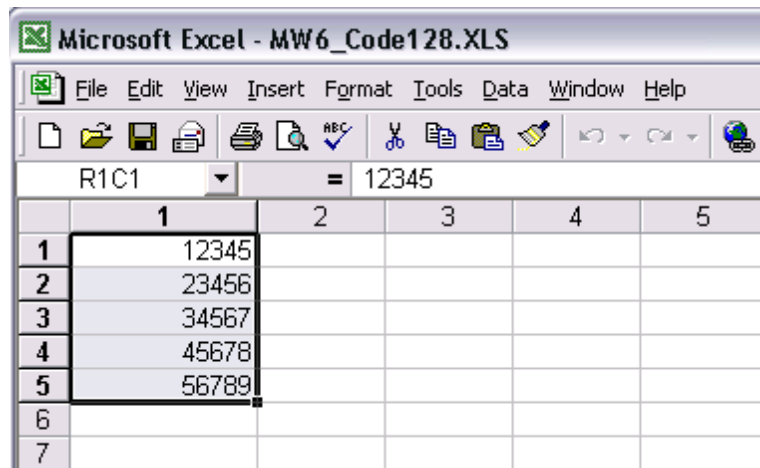 Microsoft Excel - MW6_Code128.XLS
File Edit View Insert Format Tools Data Window Help
ABC
R1C1 = 12345
1 2 3 4 5
1 12345
2 23456
3 34567
4 45678
5 56789
6
7